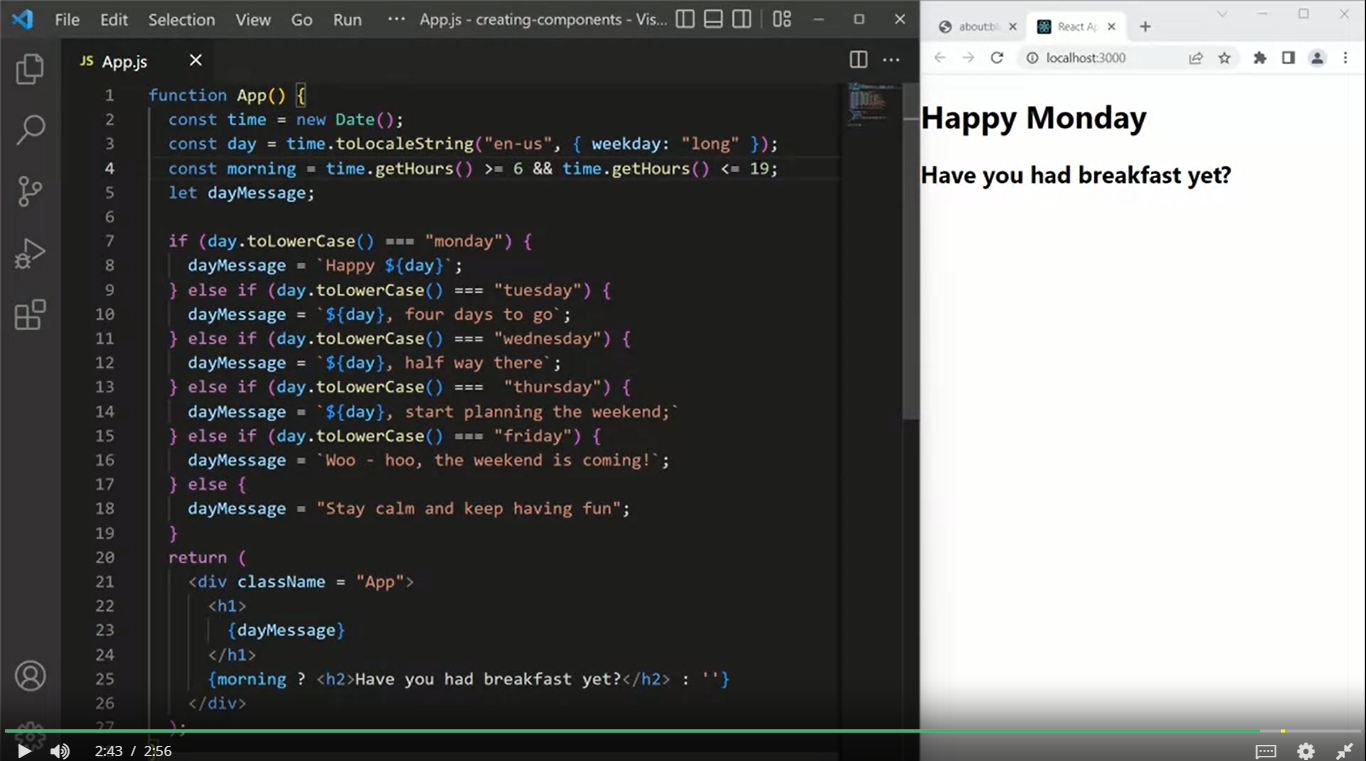 File Edit Selection View Go Run ··· App.js - creating-components - Vis...
JS App.js
1 function App() {
2 const time = new Date();
3 const day = time.toLocaleString("en-us", { weekday: "long" });
4 const morning = time.getHours() >= 6 && time.getHours() <= 19;
5 let dayMessage;
6
7 if (day.toLowerCase() === "monday") {
8 dayMessage = `Happy ${day}`;
9 } else if (day.toLowerCase() === "tuesday") {
10 dayMessage = `${day}, four days to go`;
11 } else if (day.toLowerCase() === "wednesday") {
12 dayMessage = `${day}, half way there`;
13 } else if (day.toLowerCase() ===  "thursday") {
14 dayMessage = `${day}, start planning the weekend;`
15 } else if (day.toLowerCase() === "friday") {
16 dayMessage = `Woo - hoo, the weekend is coming!`;
17 } else {
18 dayMessage = "Stay calm and keep having fun";
19 }
20 return (
21 <div className = "App">
22 <h1>
23 {dayMessage}
24 </h1>
25 {morning ? <h2>Have you had breakfast yet?</h2> : ''}
26 </div>
27 );
about:bl
React Ap
localhost:3000
Happy Monday
Have you had breakfast yet?
2:43 / 2:56